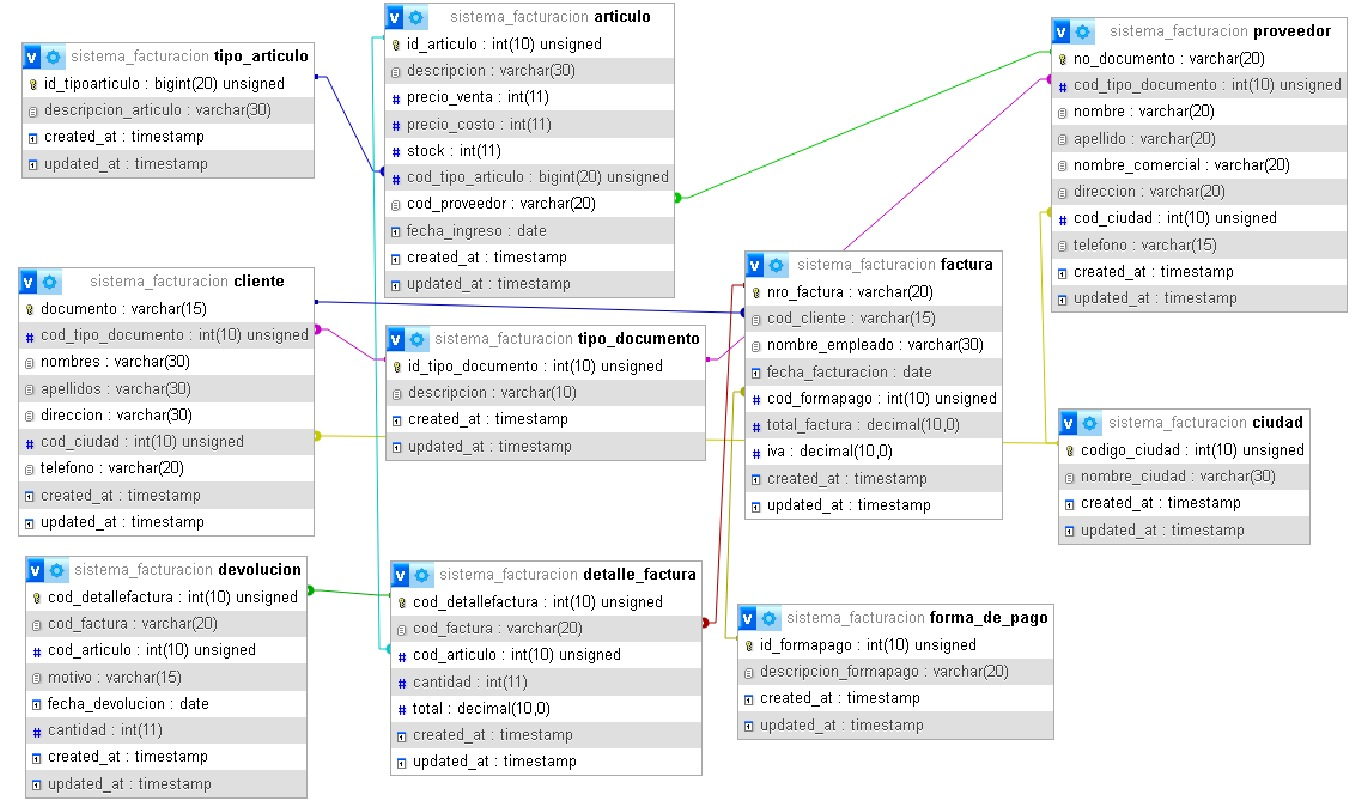 sistema_facturacion tipo_articulo
id_tipoarticulo : bigint(20) unsigned
descripcion_articulo : varchar(30)
created_at : timestamp
updated_at : timestamp
sistema_facturacion articulo
id_articulo : int(10) unsigned
descripcion : varchar(30)
precio_venta : int(11)
precio_costo : int(11)
stock : int(11)
cod_tipo_articulo : bigint(20) unsigned
cod_proveedor : varchar(20)
fecha_ingreso : date
created_at : timestamp
updated_at : timestamp
sistema_facturacion proveedor
no_documento : varchar(20)
cod_tipo_documento : int(10) unsigned
nombre : varchar(20)
apellido : varchar(20)
nombre_comercial : varchar(20)
direccion : varchar(20)
cod_ciudad : int(10) unsigned
telefono : varchar(15)
created_at : timestamp
updated_at : timestamp
sistema_facturacion cliente
documento : varchar(15)
cod_tipo_documento : int(10) unsigned
nombres : varchar(30)
apellidos : varchar(30)
direccion : varchar(30)
cod_ciudad : int(10) unsigned
telefono : varchar(20)
created_at : timestamp
updated_at : timestamp
sistema_facturacion tipo_documento
id_tipo_documento : int(10) unsigned
descripcion : varchar(10)
created_at : timestamp
updated_at : timestamp
sistema_facturacion factura
nro_factura : varchar(20)
cod_cliente : varchar(15)
nombre_empleado : varchar(30)
fecha_facturacion : date
cod_formapago : int(10) unsigned
total_factura : decimal(10,0)
iva : decimal(10,0)
created_at : timestamp
updated_at : timestamp
sistema_facturacion ciudad
codigo_ciudad : int(10) unsigned
nombre_ciudad : varchar(30)
created_at : timestamp
updated_at : timestamp
sistema_facturacion devolucion
cod_detallefactura : int(10) unsigned
cod_factura : varchar(20)
cod_articulo : int(10) unsigned
motivo : varchar(15)
fecha_devolucion : date
cantidad : int(11)
created_at : timestamp
updated_at : timestamp
sistema_facturacion detalle_factura
cod_detallefactura : int(10) unsigned
cod_factura : varchar(20)
cod_articulo : int(10) unsigned
cantidad : int(11)
total : decimal(10,0)
created_at : timestamp
updated_at : timestamp
sistema_facturacion forma_de_pago
id_formapago : int(10) unsigned
descripcion_formapago : varchar(20)
created_at : timestamp
updated_at : timestamp